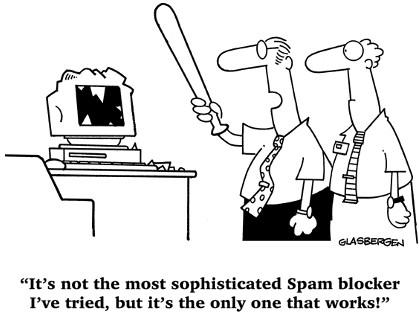 GLASBERGEN
“It’s not the most sophisticated Spam blocker
I’ve tried, but it’s the only one that works!”